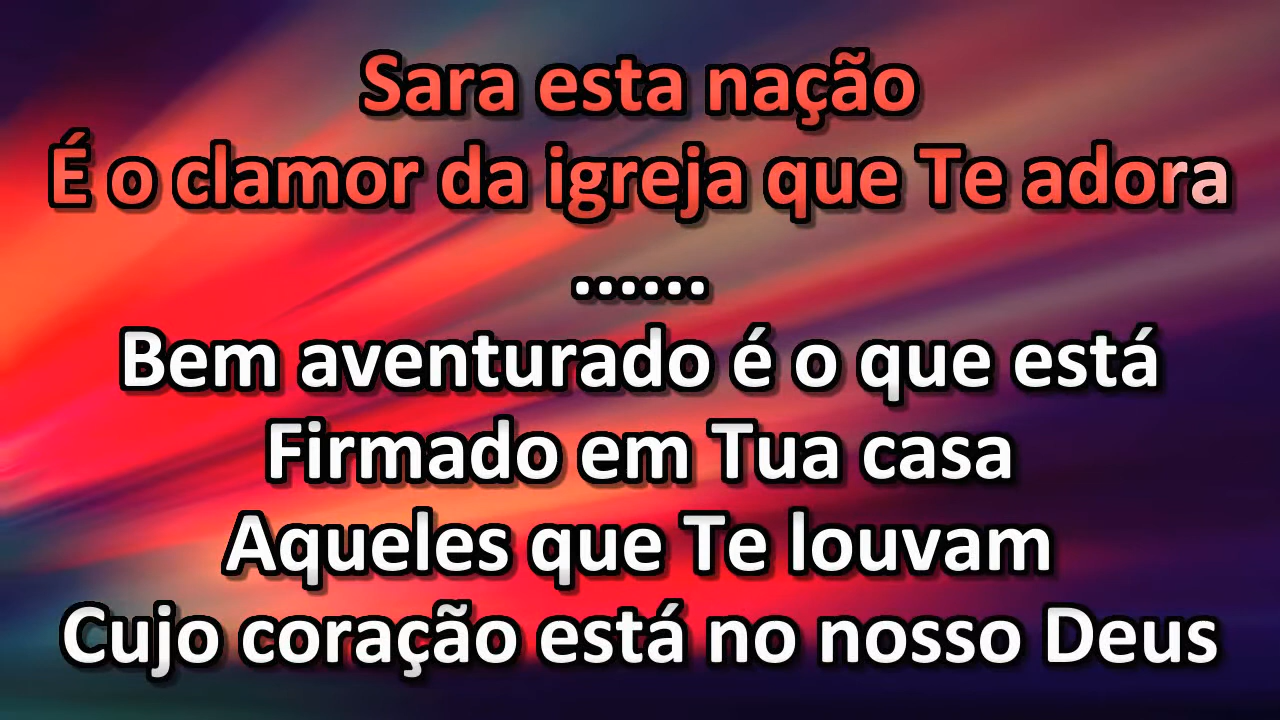 Sara esta nação
É o clamor da igreja que Te adora
......
Bem aventurado é o que está
Firmado em Tua casa
Aqueles que Te louvam
Cujo coração está no nosso Deus